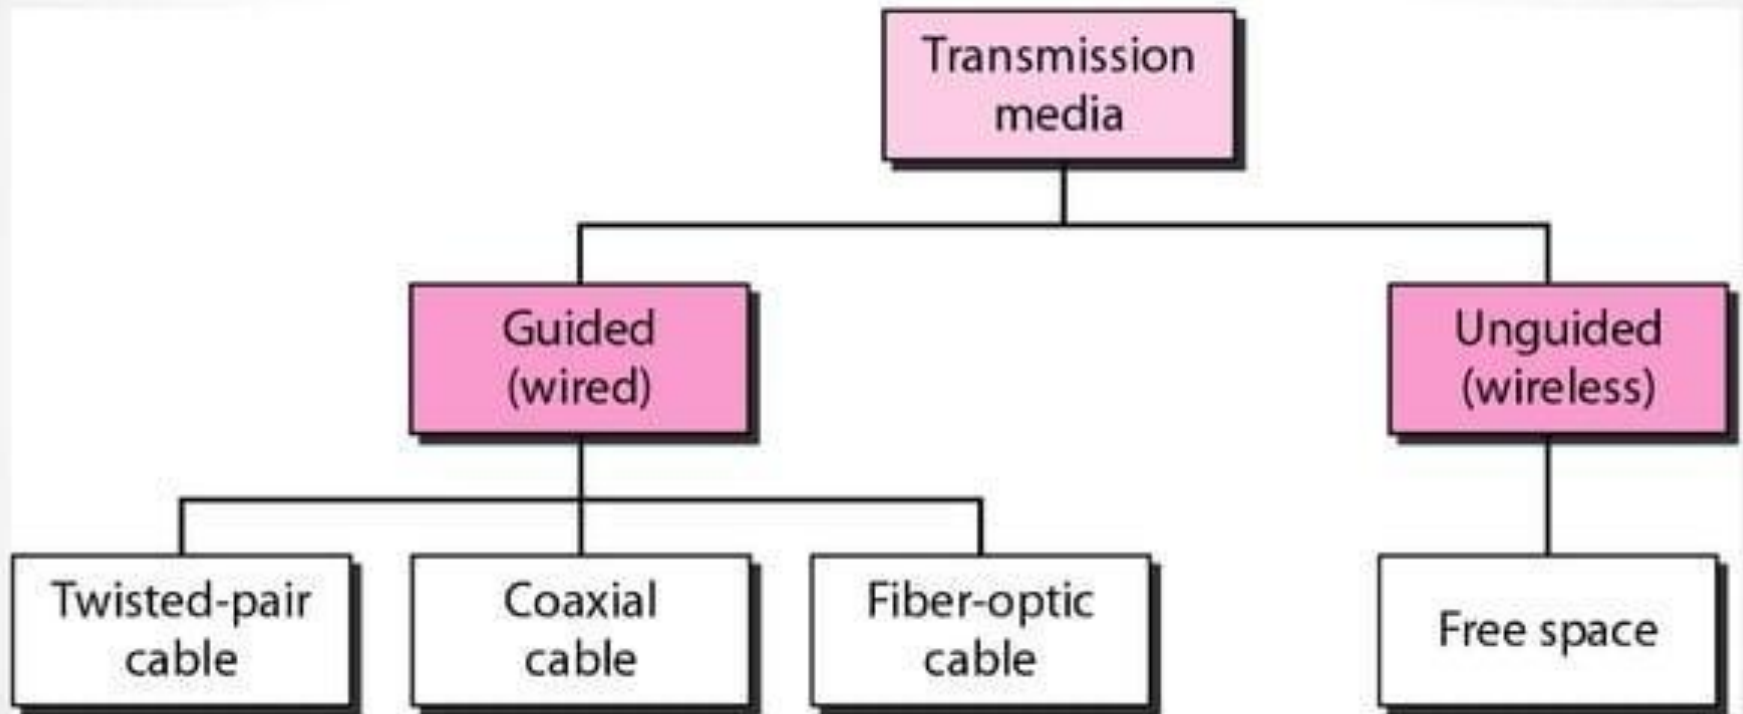 Transmission
media
Guided
(wired)
Unguided
(wireless)
Twisted-pair
cable
Coaxial
cable
Fiber-optic
cable
Free space